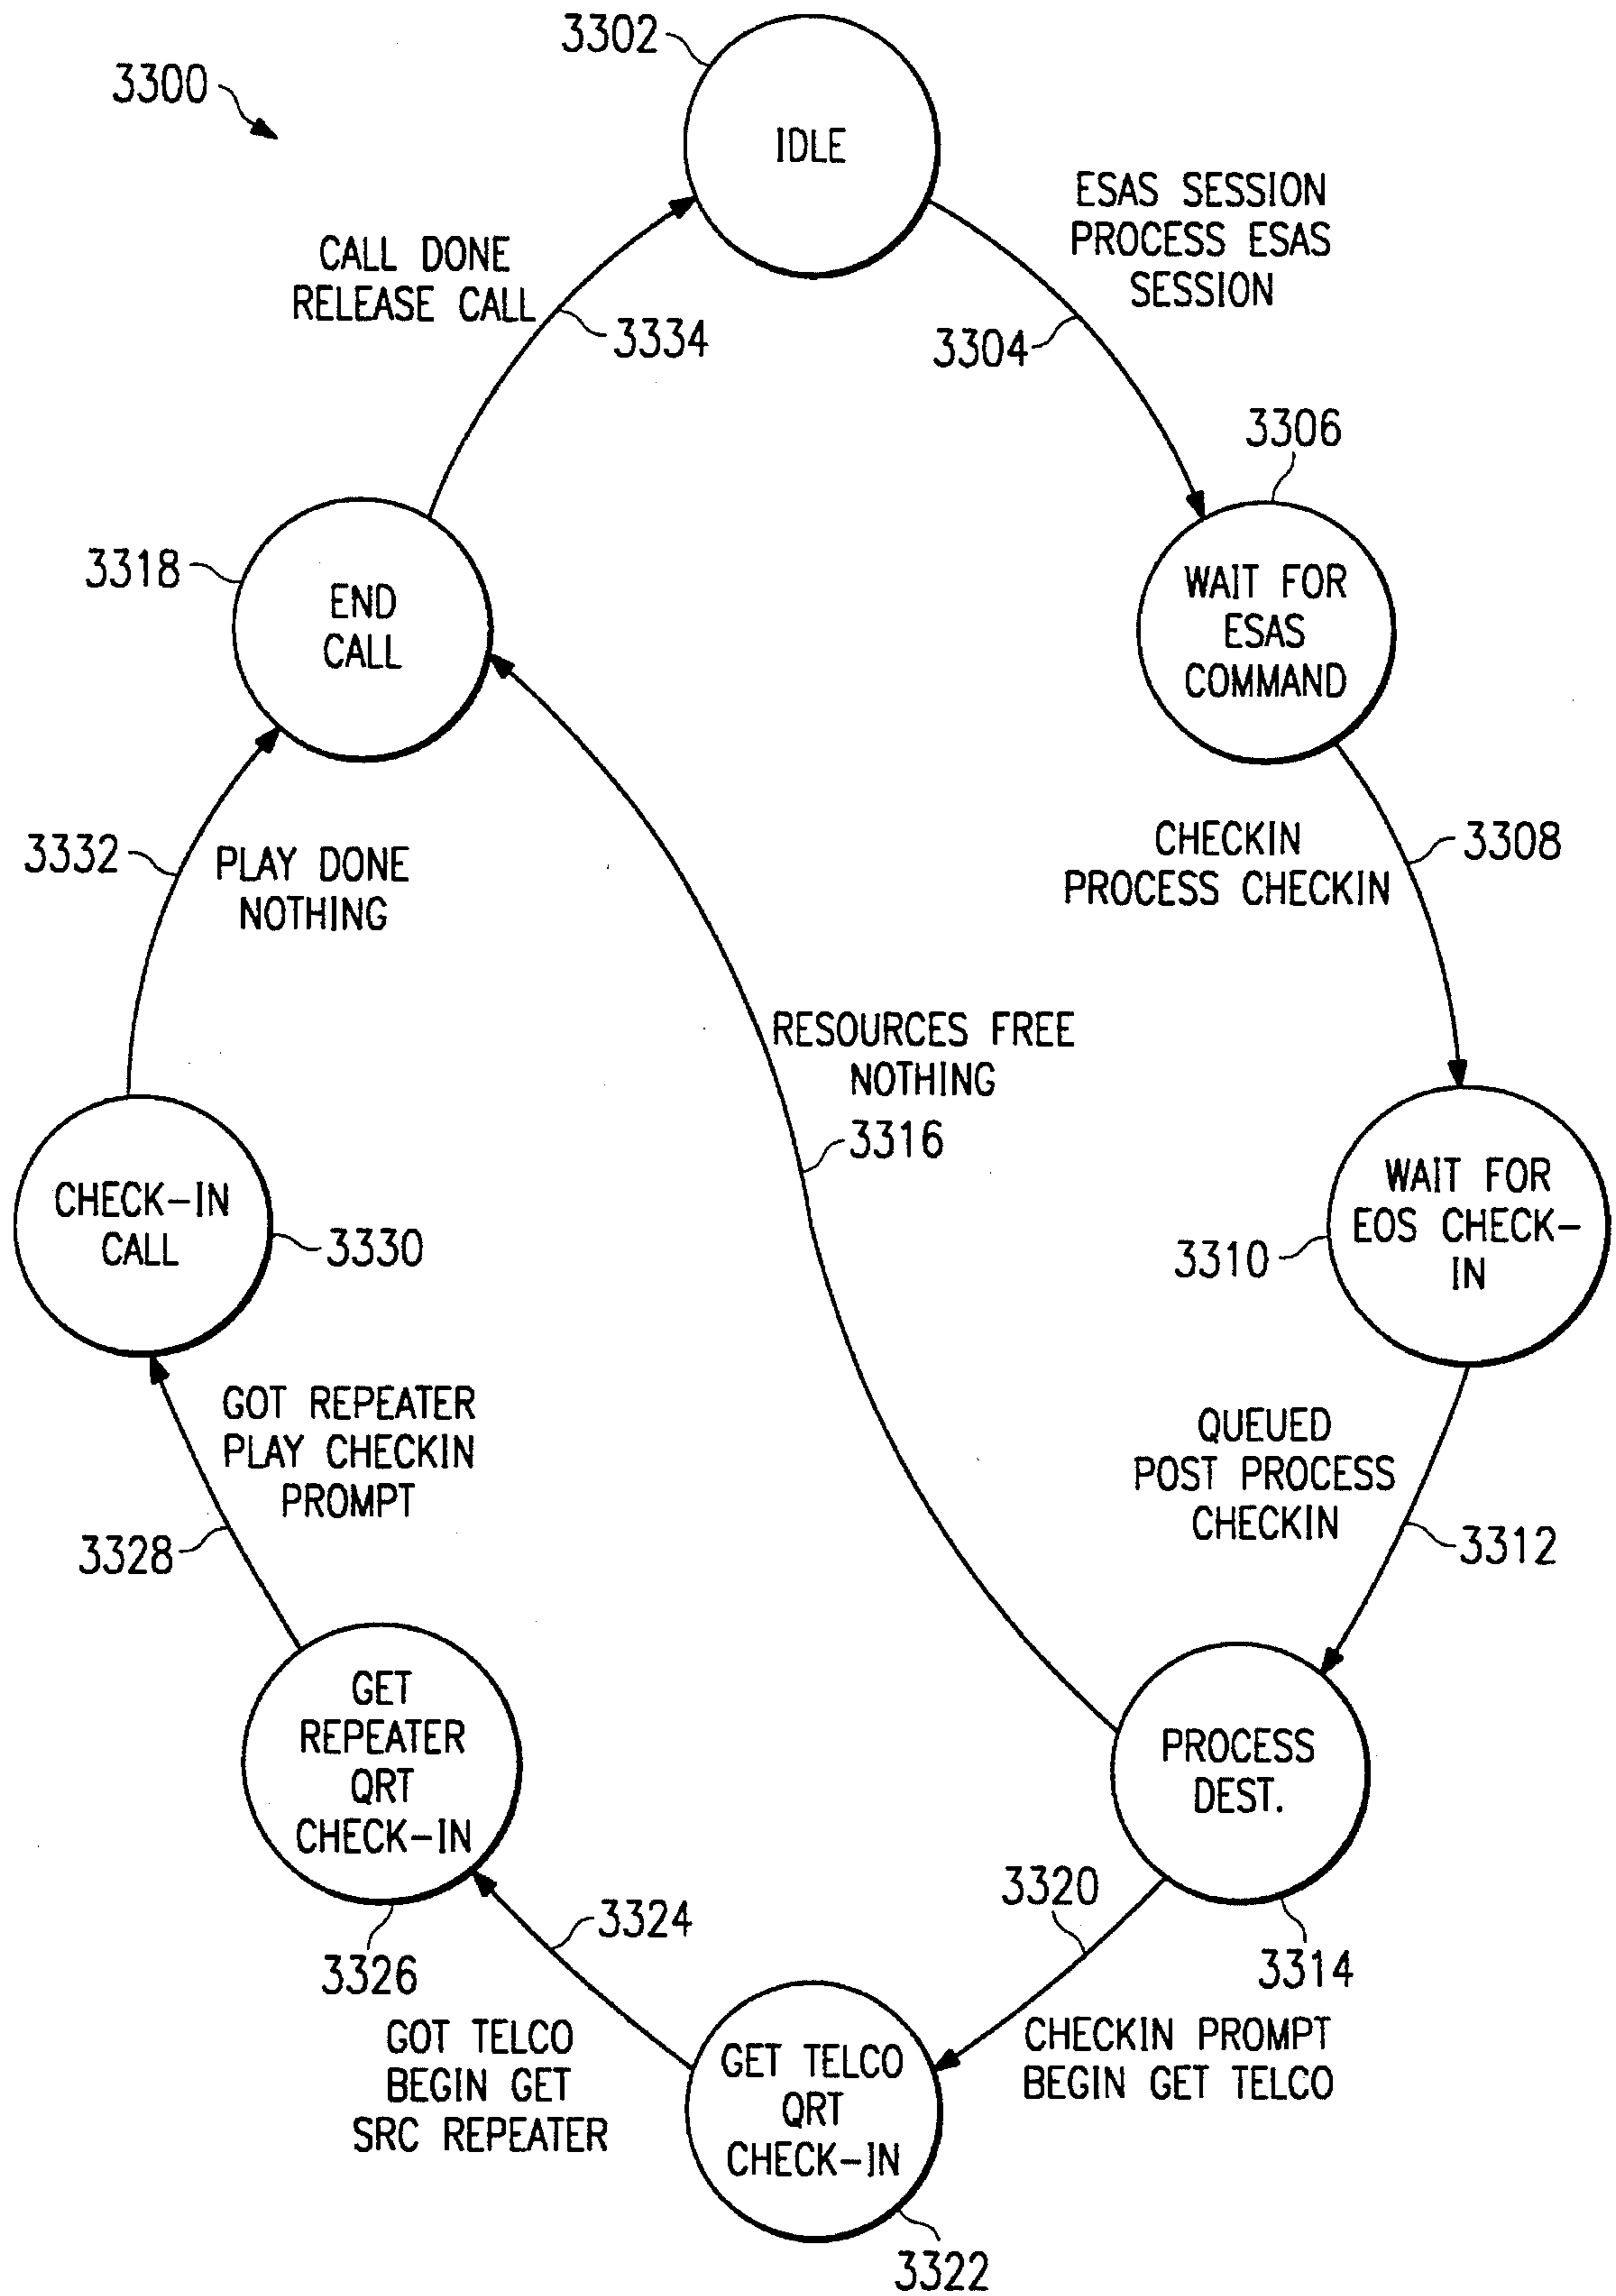 3302
3300
IDLE
ESAS SESSION
PROCESS ESAS
SESSION
CALL DONE
RELEASE CALL
3334
3304
3306
3318
END
CALL
WAIT FOR
ESAS
COMMAND
3332
PLAY DONE
NOTHING
CHECKIN
PROCESS CHECKIN
3308
RESOURCES FREE
NOTHING
3316
CHECK-IN
CALL
3330
WAIT FOR
EOS CHECK-
IN
3310
GOT REPEATER
PLAY CHECKIN
PROMPT
3328
QUEUED
POST PROCESS
CHECKIN
3312
GET
REPEATER
QRT
CHECK-IN
PROCESS
DEST.
3320
3324
3326
3314
GOT TELCO
BEGIN GET
SRC REPEATER
GET TELCO
QRT
CHECK-IN
CHECKIN PROMPT
BEGIN GET TELCO
3322